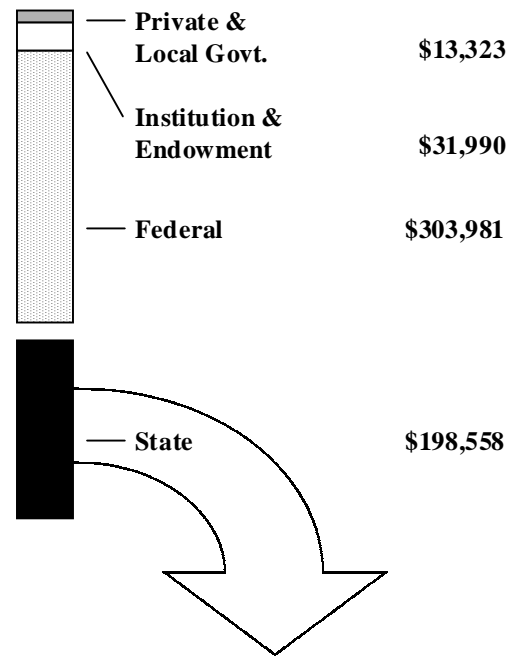 Private &
Local Govt. $13,323
Institution &
Endowment $31,990
Federal $303,981
State $198,558